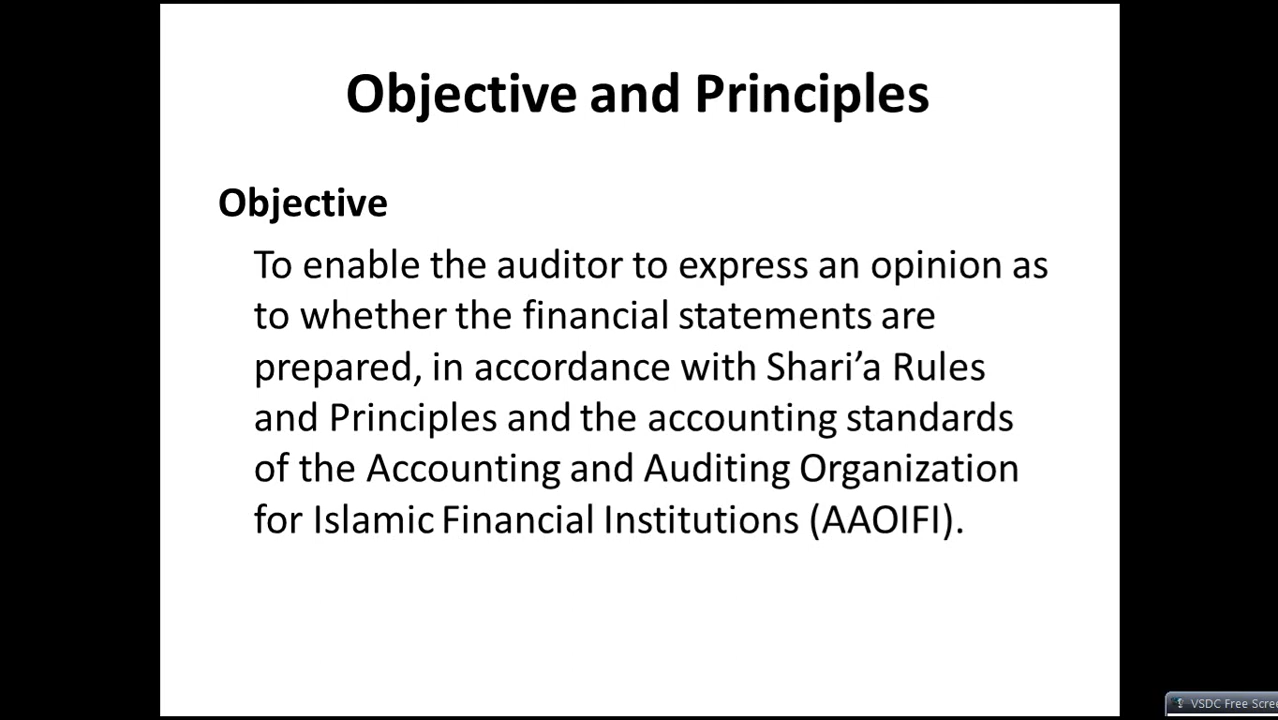 Objective and Principles
Objective
To enable the auditor to express an opinion as
to whether the financial statements are
prepared, in accordance with Shari’a Rules
and Principles and the accounting standards
of the Accounting and Auditing Organization
for Islamic Financial Institutions (AAOIFI).
VSDC Free Scre